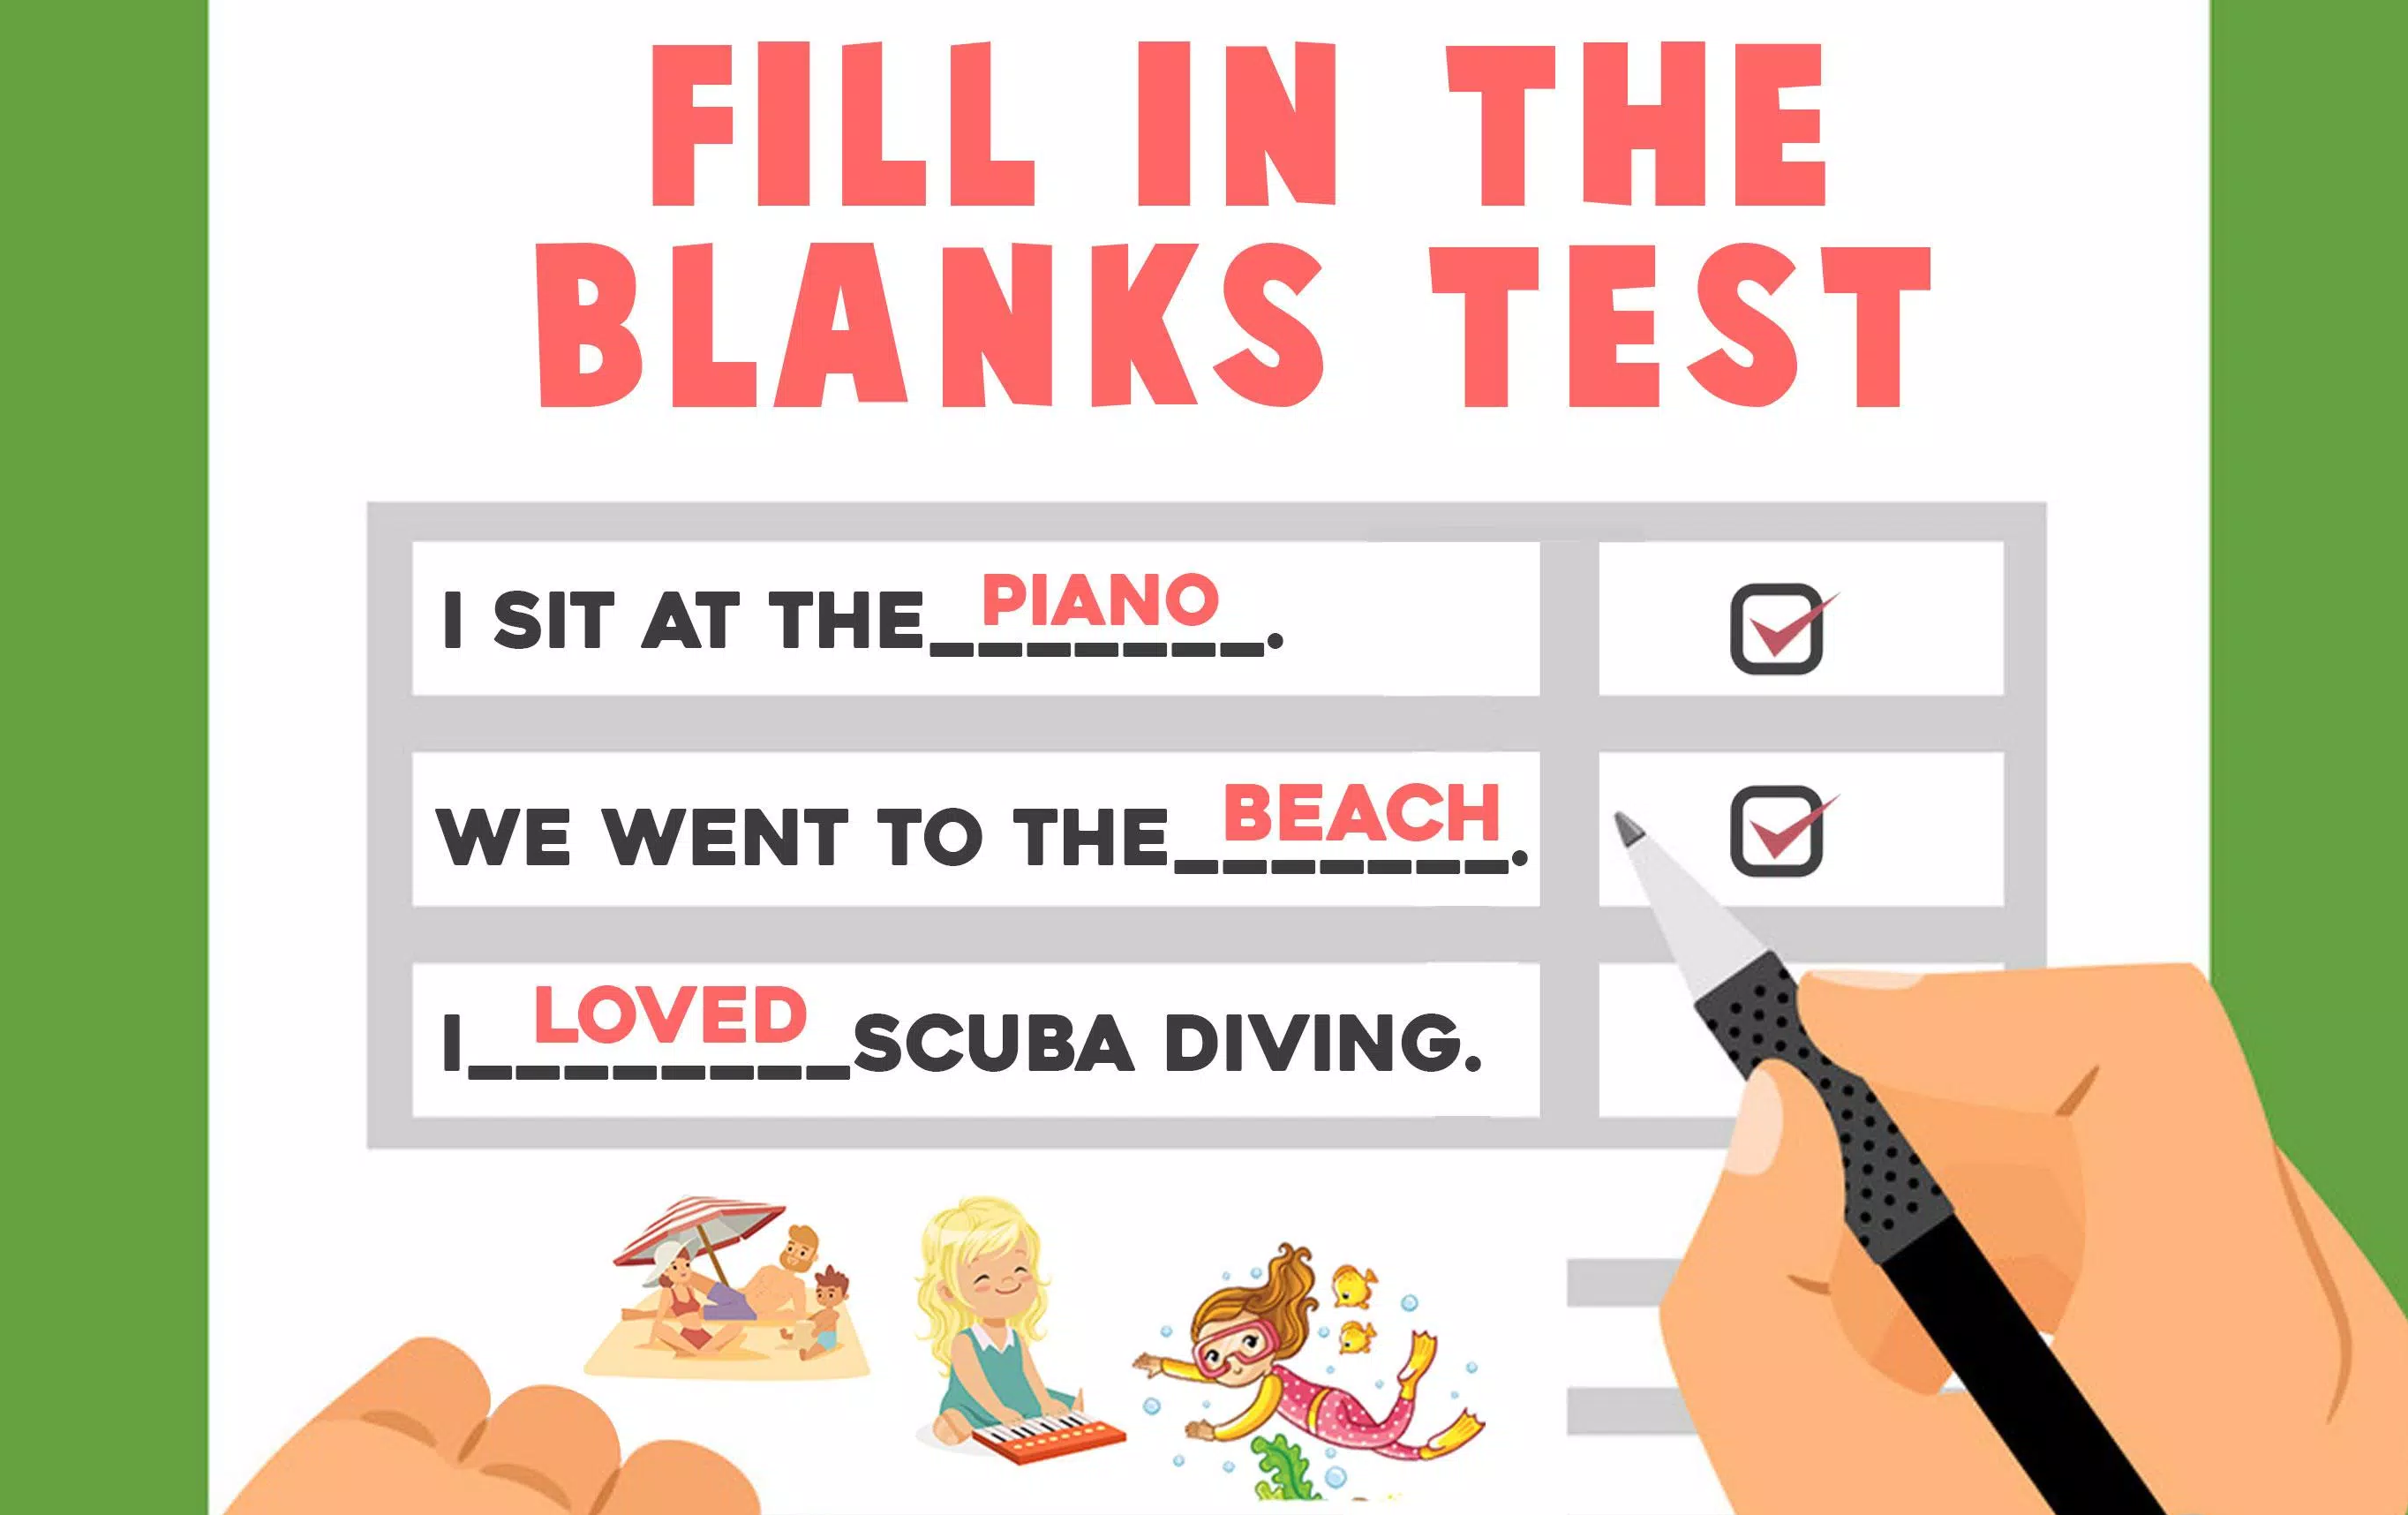 FILL IN THE
BLANKS TEST
I SIT AT THE PIANO.
WE WENT TO THE BEACH.
I LOVED SCUBA DIVING.